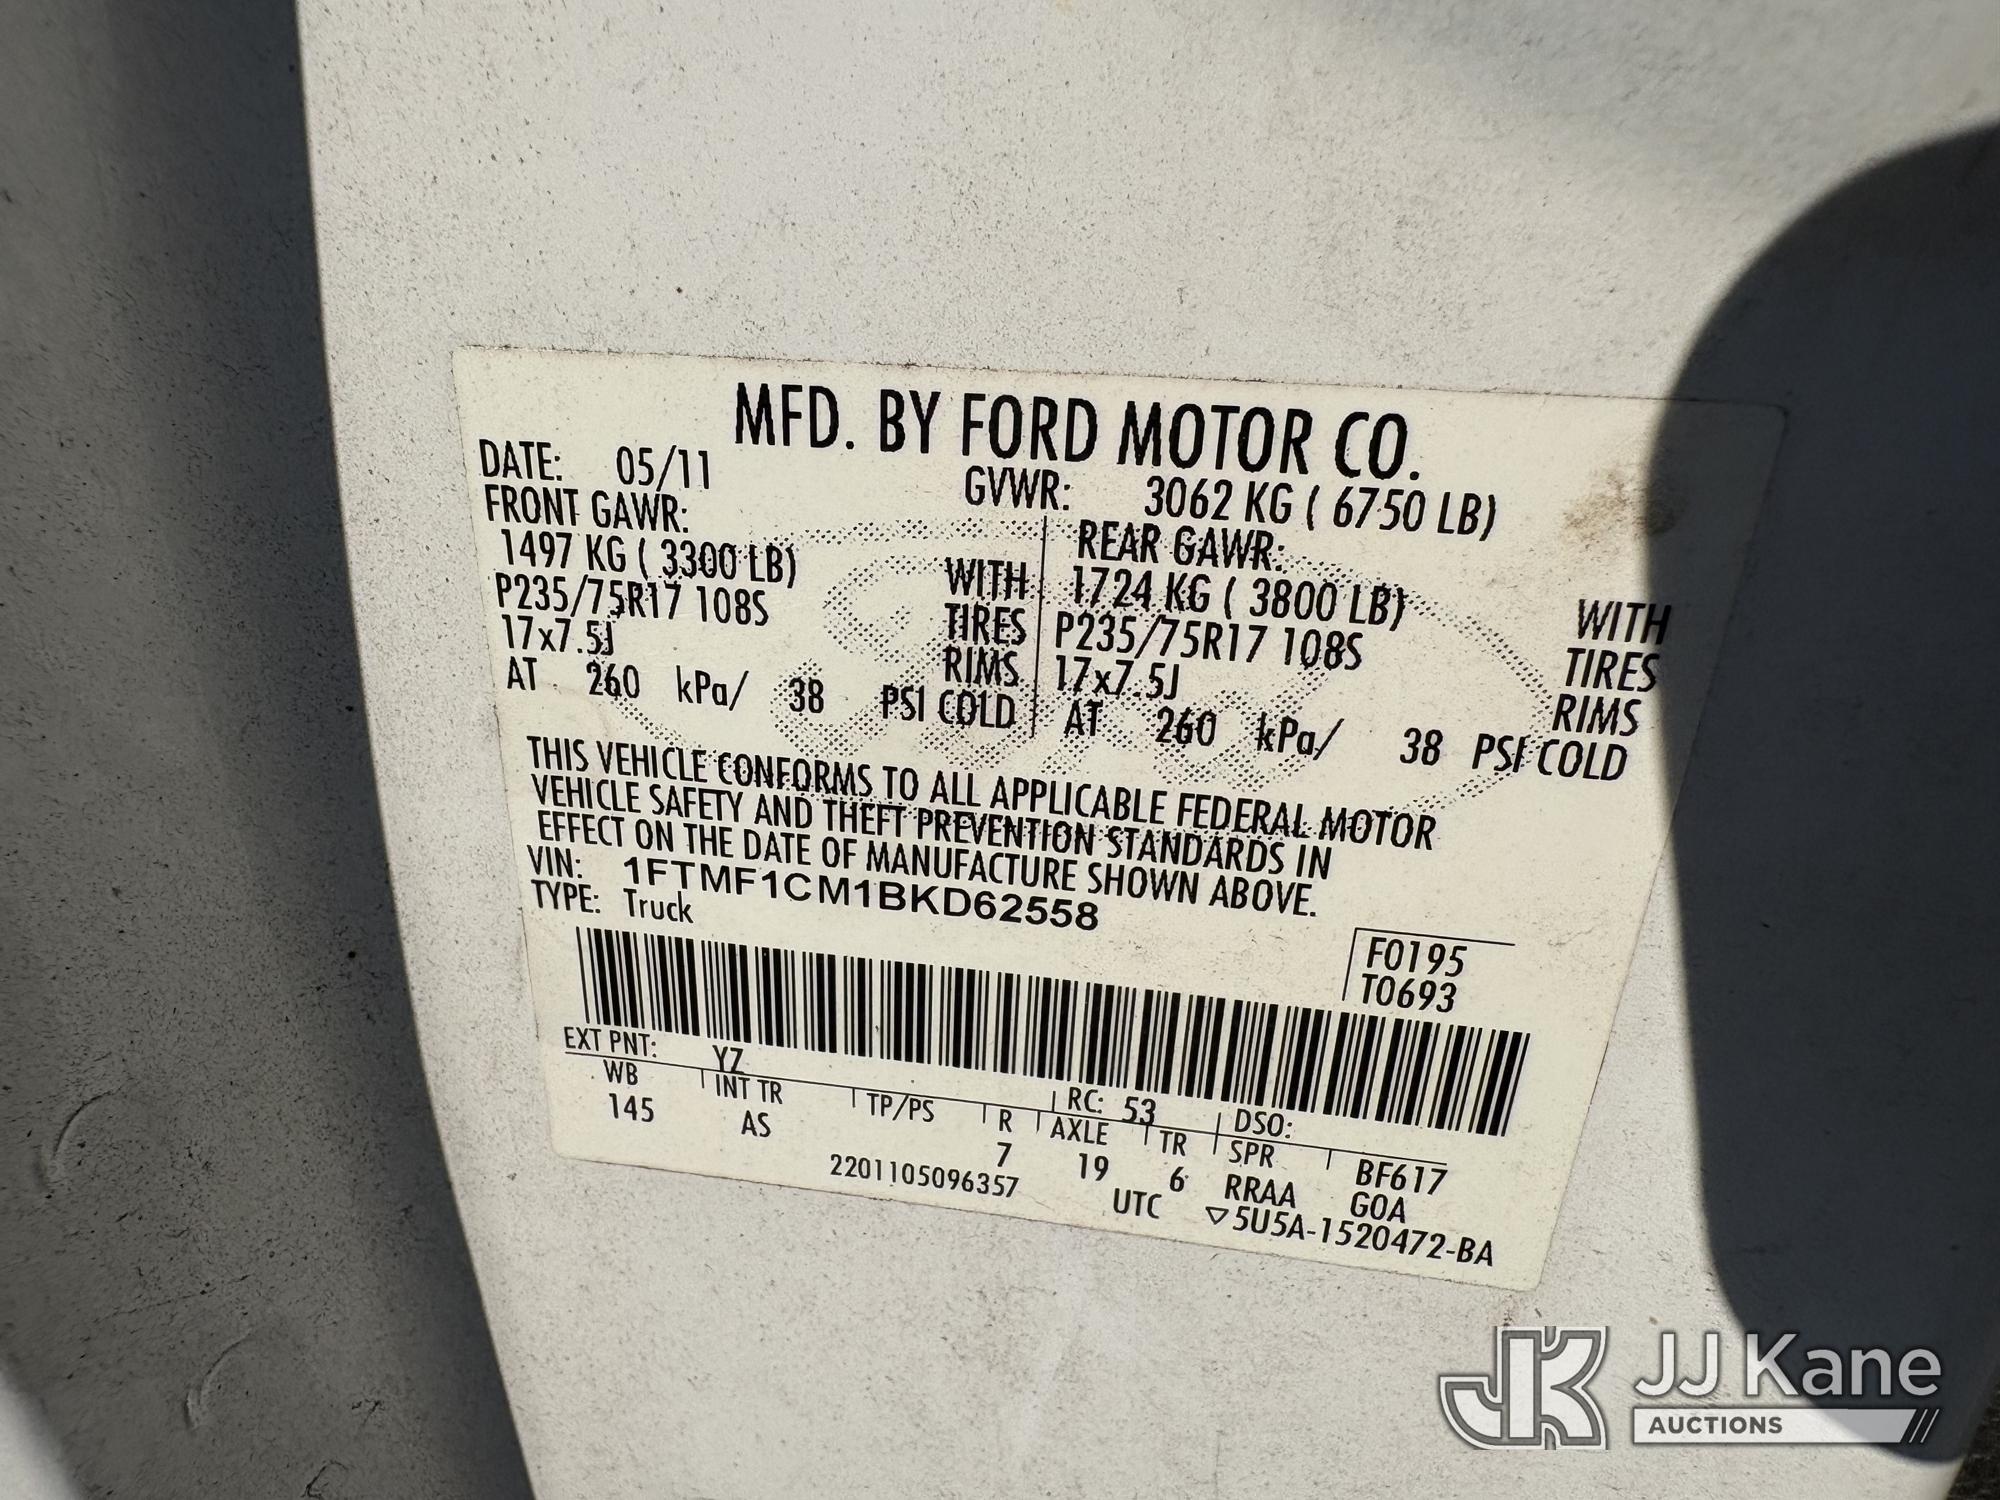 MFD. BY FORD MOTOR CO.
DATE: 05/11 GVWR: 3062 KG ( 6750 LB)
FRONT GAWR: REAR GAWR:
1497 KG ( 3300 LB) WITH 1724 KG ( 3800 LB) WITH
P235/75R17 108S TIRES P235/75R17 108S TIRES
17x7.5J RIMS 17x7.5J RIMS
AT 260 kPa/ 38 PSI COLD AT 260 kPa/ 38 PSI COLD
THIS VEHICLE CONFORMS TO ALL APPLICABLE FEDERAL MOTOR
VEHICLE SAFETY AND THEFT PREVENTION STANDARDS IN
EFFECT ON THE DATE OF MANUFACTURE SHOWN ABOVE.
VIN: 1FTMF1CM1BKD62558
TYPE: Truck
F0195
T0693
EXT PNT: YZ RC: 53 DSO:
WB INT TR TP/PS R AXLE TR SPR BF617
145 AS 7 19 6 RRAA GOA
2201105096357 UTC ▽5U5A-1520472-BA
JK JJ Kane
AUCTIONS